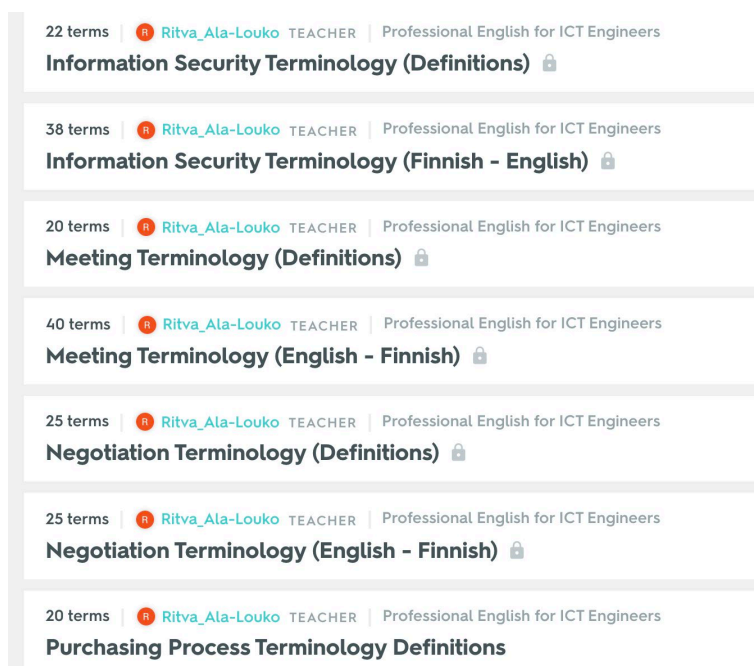 22 terms R Ritva_Ala-Louko TEACHER Professional English for ICT Engineers
Information Security Terminology (Definitions)
38 terms R Ritva_Ala-Louko TEACHER Professional English for ICT Engineers
Information Security Terminology (Finnish - English)
20 terms R Ritva_Ala-Louko TEACHER Professional English for ICT Engineers
Meeting Terminology (Definitions)
40 terms R Ritva_Ala-Louko TEACHER Professional English for ICT Engineers
Meeting Terminology (English - Finnish)
25 terms R Ritva_Ala-Louko TEACHER Professional English for ICT Engineers
Negotiation Terminology (Definitions)
25 terms R Ritva_Ala-Louko TEACHER Professional English for ICT Engineers
Negotiation Terminology (English - Finnish)
20 terms R Ritva_Ala-Louko TEACHER Professional English for ICT Engineers
Purchasing Process Terminology Definitions